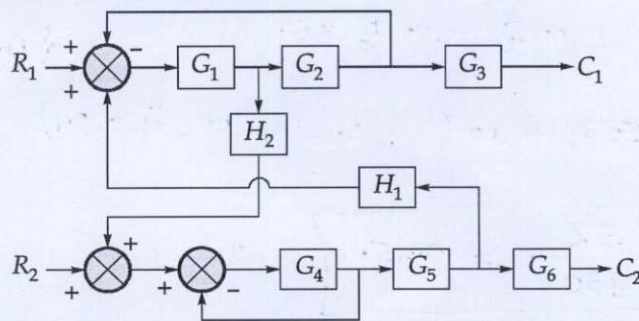 + −
R₁ + G₁ G₂ G₃ C₁
+
H₂
H₁
+
R₂ + + − G₄ G₅ G₆ C₂